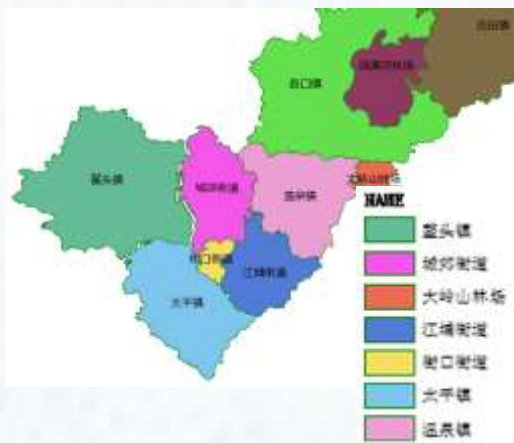 吕田镇
良口镇
鳌头镇
城郊街道
温泉镇
大岭山林场
街口街道
江埔街道
太平镇
NAME
鳌头镇
城郊街道
大岭山林场
江埔街道
街口街道
太平镇
温泉镇